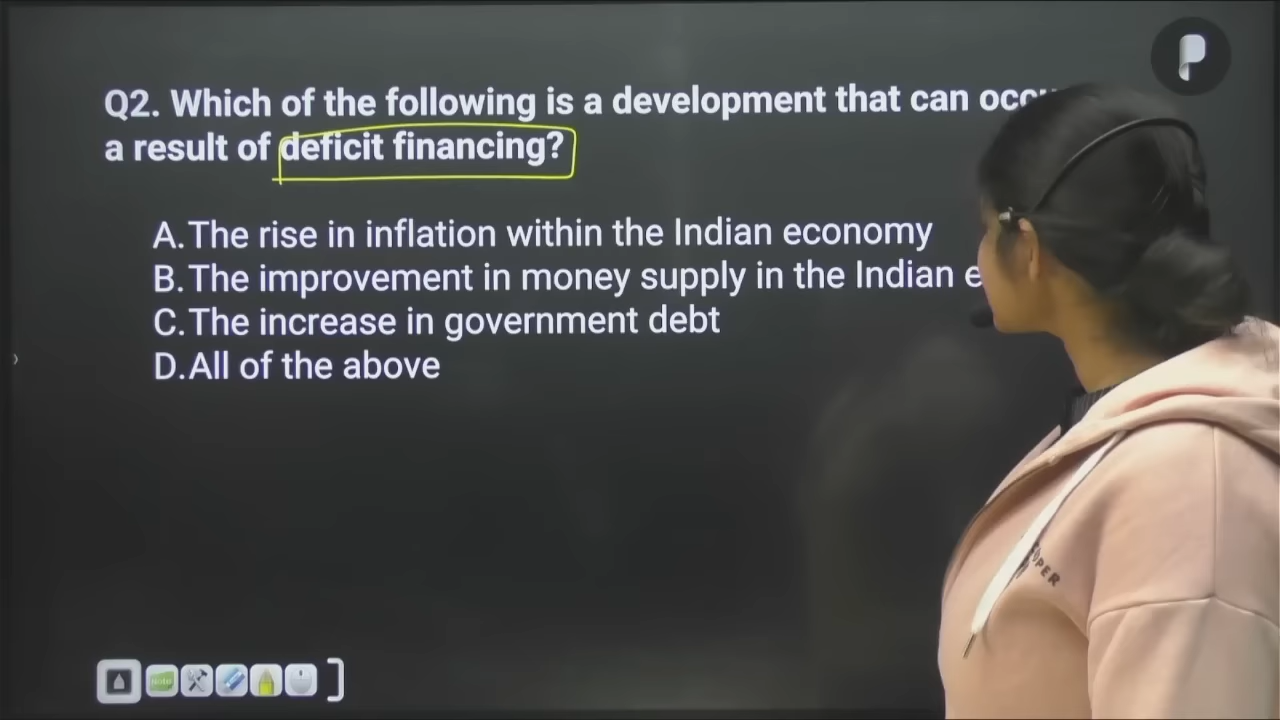 Q2. Which of the following is a development that can
a result of deficit financing?
A. The rise in inflation within the Indian economy
B. The improvement in money supply in the Indian
C. The increase in government debt
D. All of the above